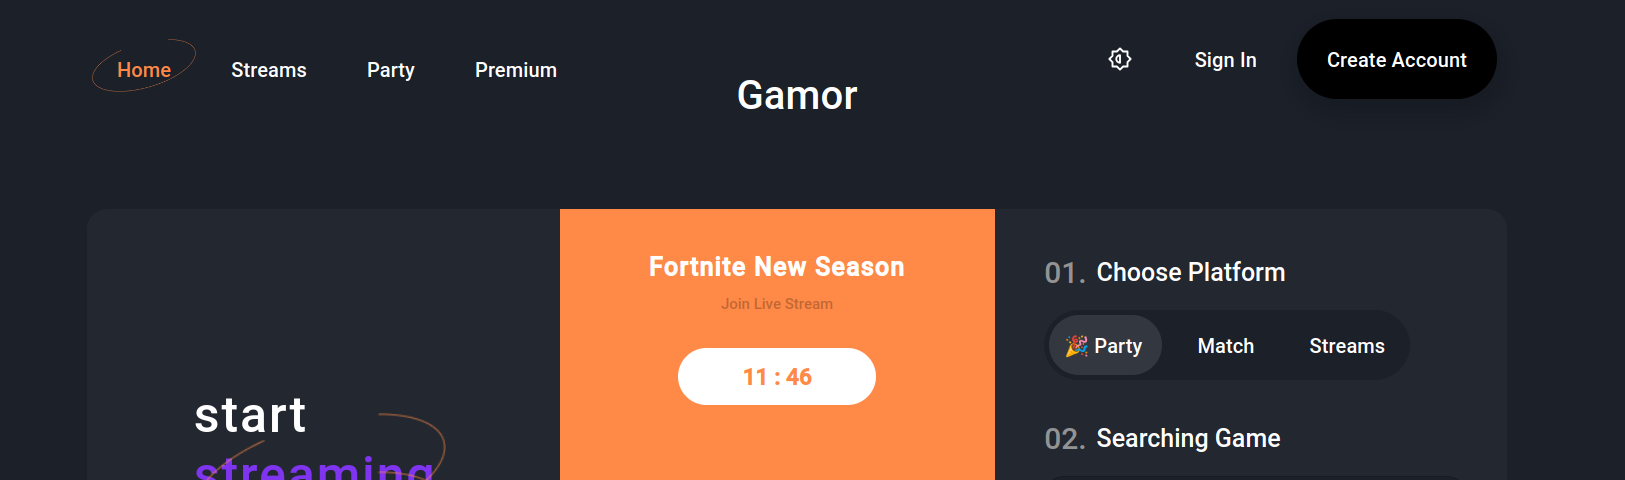 Home Streams Party Premium
Gamor
Sign In Create Account
start
streaming
Fortnite New Season
Join Live Stream
11 : 46
01. Choose Platform
🎉 Party Match Streams
02. Searching Game